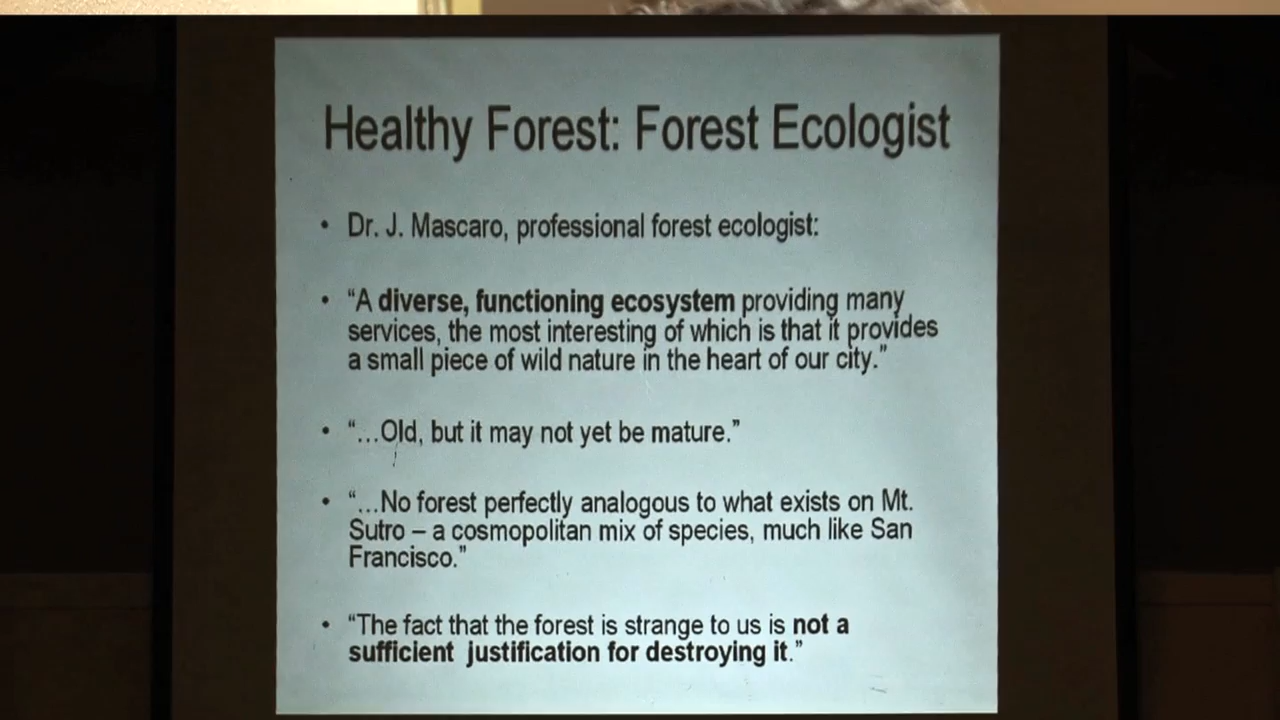 Healthy Forest: Forest Ecologist
• Dr. J. Mascaro, professional forest ecologist:
• “A diverse, functioning ecosystem providing many
services, the most interesting of which is that it provides
a small piece of wild nature in the heart of our city.”
• “…Old, but it may not yet be mature.”
• “…No forest perfectly analogous to what exists on Mt.
Sutro – a cosmopolitan mix of species, much like San
Francisco.”
• “The fact that the forest is strange to us is not a
sufficient justification for destroying it.”